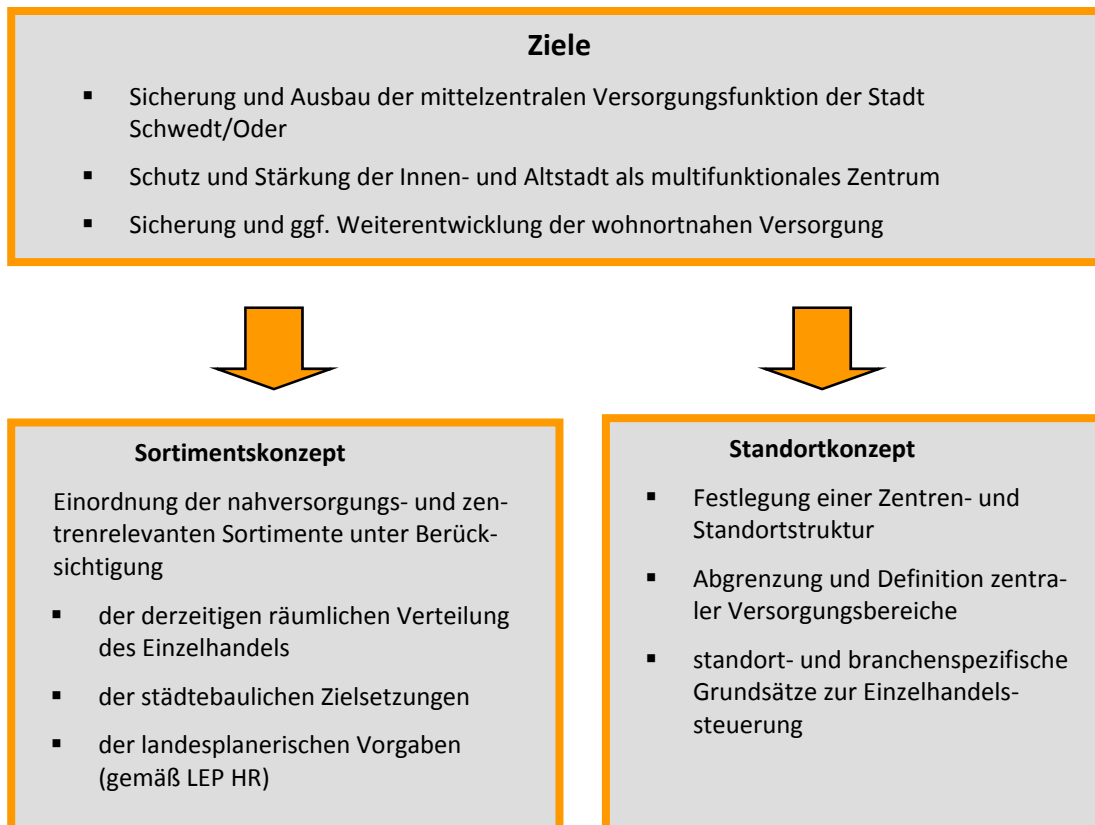 Ziele
▪ Sicherung und Ausbau der mittelzentralen Versorgungsfunktion der Stadt
Schwedt/Oder
▪ Schutz und Stärkung der Innen- und Altstadt als multifunktionales Zentrum
▪ Sicherung und ggf. Weiterentwicklung der wohnortnahen Versorgung
Sortimentskonzept
Einordnung der nahversorgungs- und zen-
trenrelevanten Sortimente unter Berück-
sichtigung
▪ der derzeitigen räumlichen Verteilung
des Einzelhandels
▪ der städtebaulichen Zielsetzungen
▪ der landesplanerischen Vorgaben
(gemäß LEP HR)
Standortkonzept
▪ Festlegung einer Zentren- und
Standortstruktur
▪ Abgrenzung und Definition zentra-
ler Versorgungsbereiche
▪ standort- und branchenspezifische
Grundsätze zur Einzelhandels-
steuerung